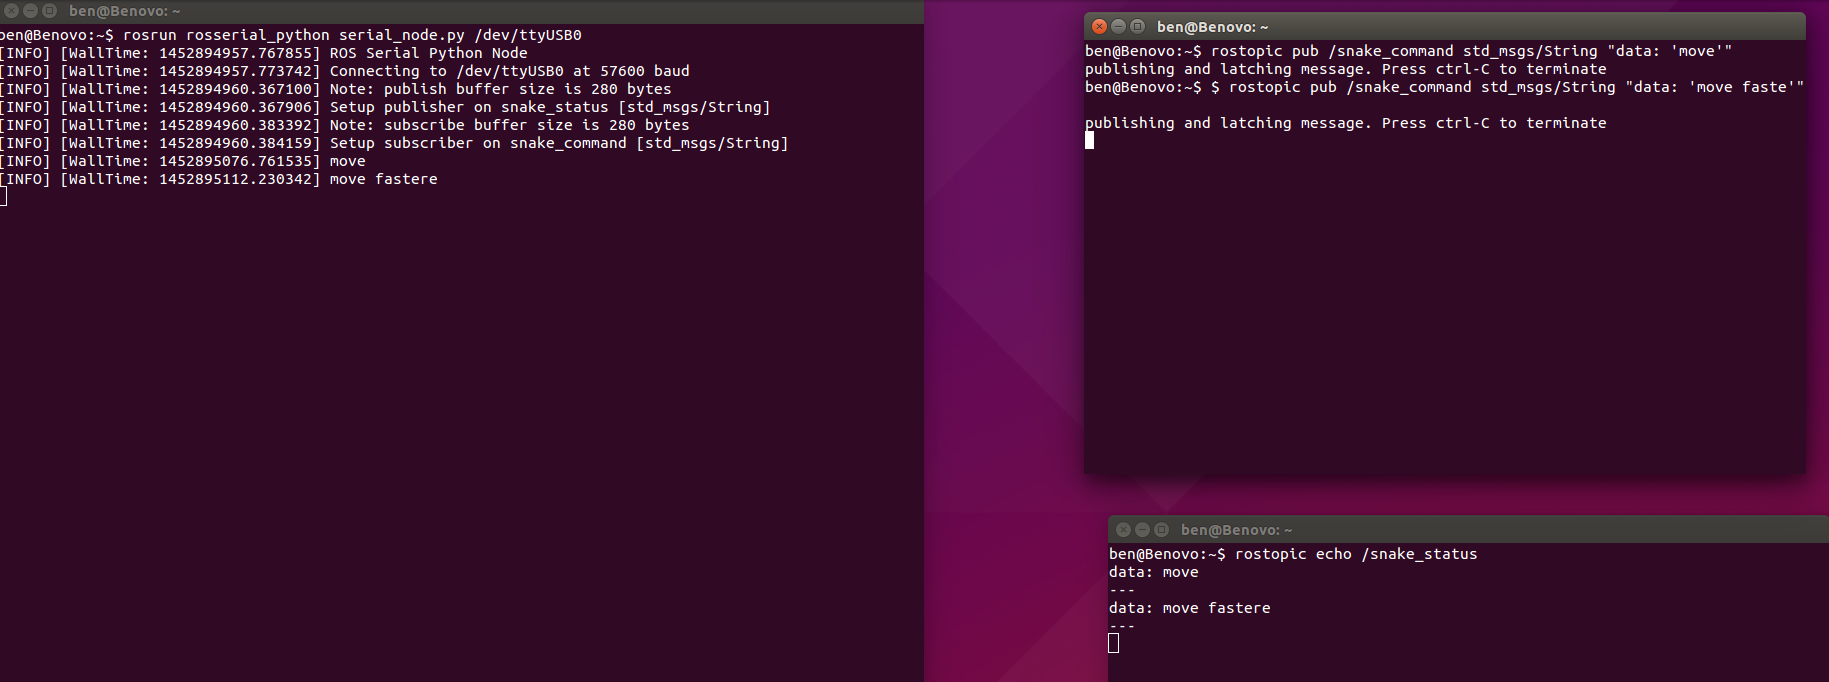 ben@Benovo: ~
ben@Benovo:~$ rosrun rosserial_python serial_node.py /dev/ttyUSB0
[INFO] [WallTime: 1452894957.767855] ROS Serial Python Node
[INFO] [WallTime: 1452894957.773742] Connecting to /dev/ttyUSB0 at 57600 baud
[INFO] [WallTime: 1452894960.367100] Note: publish buffer size is 280 bytes
[INFO] [WallTime: 1452894960.367906] Setup publisher on snake_status [std_msgs/String]
[INFO] [WallTime: 1452894960.383392] Note: subscribe buffer size is 280 bytes
[INFO] [WallTime: 1452894960.384159] Setup subscriber on snake_command [std_msgs/String]
[INFO] [WallTime: 1452895076.761535] move
[INFO] [WallTime: 1452895112.230342] move fastere
ben@Benovo: ~
ben@Benovo:~$ rostopic pub /snake_command std_msgs/String "data: 'move'"
publishing and latching message. Press ctrl-C to terminate
ben@Benovo:~$ $ rostopic pub /snake_command std_msgs/String "data: 'move faste'"
publishing and latching message. Press ctrl-C to terminate
ben@Benovo: ~
ben@Benovo:~$ rostopic echo /snake_status
data: move
---
data: move fastere
---